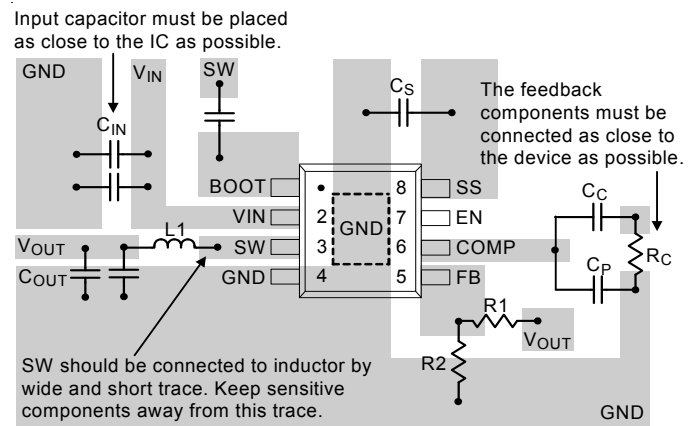 Input capacitor must be placed
as close to the IC as possible.
GND
VIN
SW
CS
The feedback
components must be
connected as close to
the device as possible.
CIN
BOOT
8
SS
VIN
2
GND
7
EN
CC
VOUT
L1
SW
3
6
COMP
RC
COUT
GND
4
5
FB
CP
R1
VOUT
R2
SW should be connected to inductor by
wide and short trace. Keep sensitive
components away from this trace.
GND